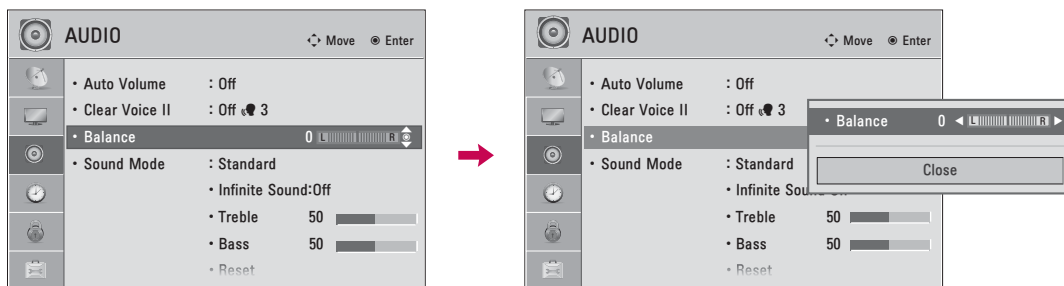 AUDIO
Move Enter
• Auto Volume : Off
• Clear Voice II : Off 3
• Balance 0 L R
• Sound Mode : Standard
• Infinite Sound:Off
• Treble 50
• Bass 50
• Reset
AUDIO
Move Enter
• Auto Volume : Off
• Clear Voice II : Off 3
• Balance
• Sound Mode : Standard
• Infinite
• Treble 50
• Bass 50
• Reset
• Balance 0 L R
Close